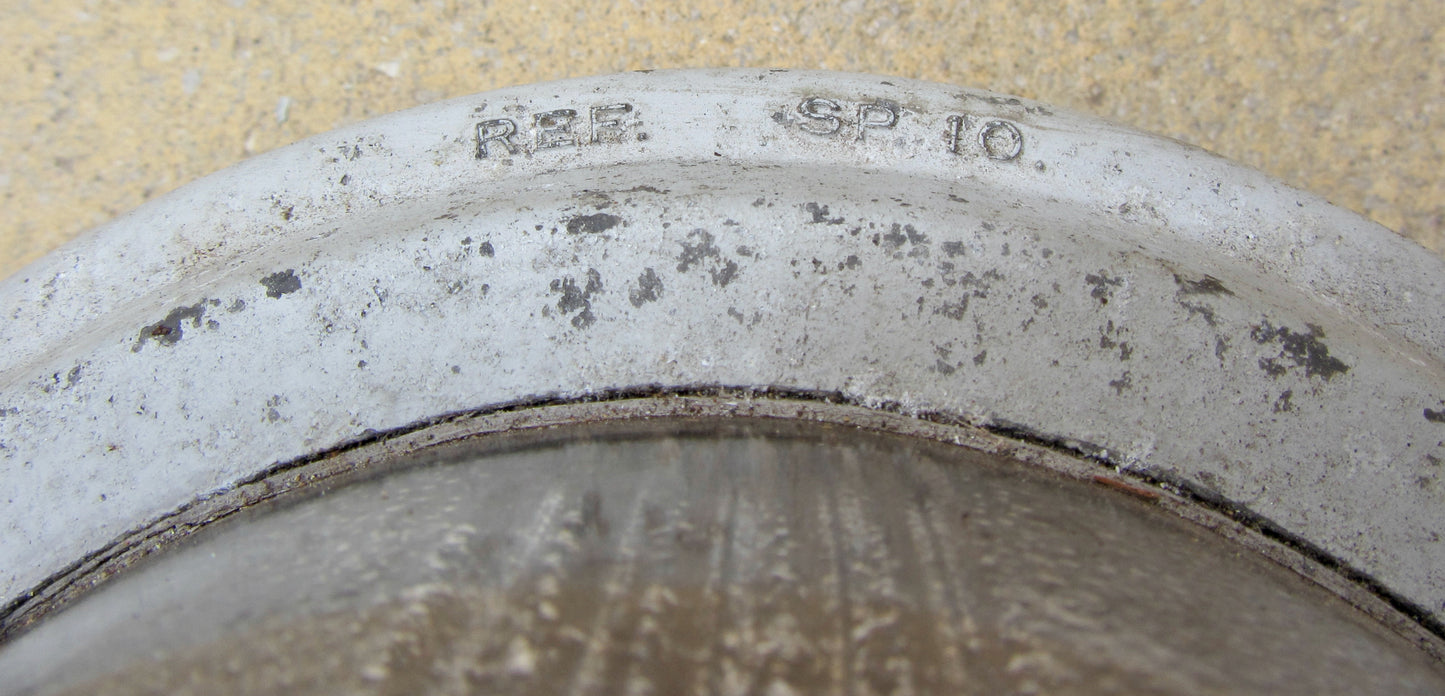 REF. SP 10.